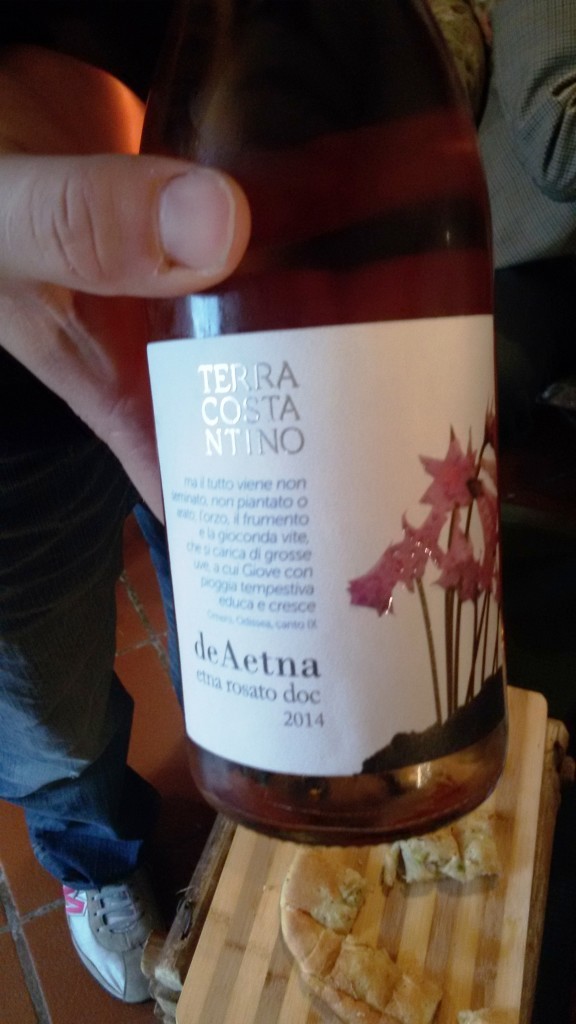 TERRA
COSTA
NTINO
ma il tutto viene non
seminato, non piantato o
arato: l'orzo, il frumento
e la gioconda vite,
che si carica di grosse
uve, a cui Giove con
pioggia tempestiva
educa e cresce
Omero, Odissea, canto IX
deAetna
etna rosato doc
2014